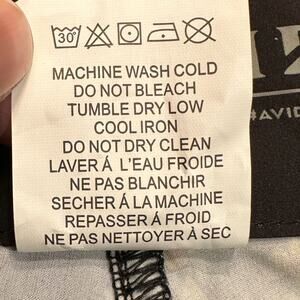 30°
MACHINE WASH COLD
DO NOT BLEACH
TUMBLE DRY LOW
COOL IRON
DO NOT DRY CLEAN
LAVER Á L'EAU FROIDE
NE PAS BLANCHIR
SECHER Á LA MACHINE
REPASSER Á FROID
NE PAS NETTOYER À SEC